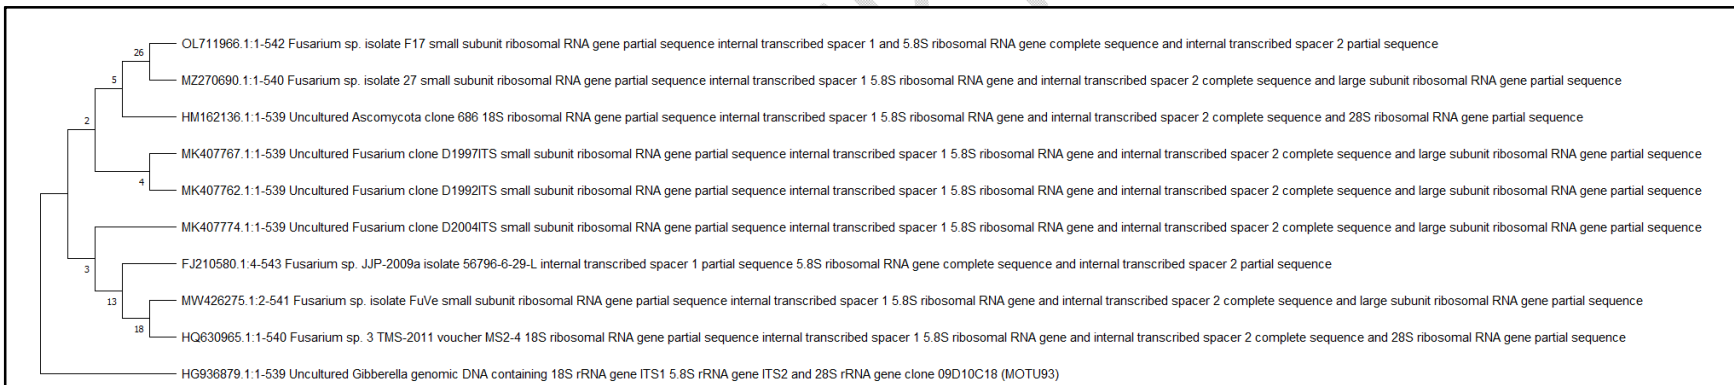 OL711966.1:1-542 Fusarium sp. isolate F17 small subunit ribosomal RNA gene partial sequence internal transcribed spacer 1 and 5.8S ribosomal RNA gene complete sequence and internal transcribed spacer 2 partial sequence
26
MZ270690.1:1-540 Fusarium sp. isolate 27 small subunit ribosomal RNA gene partial sequence internal transcribed spacer 1 5.8S ribosomal RNA gene and internal transcribed spacer 2 complete sequence and large subunit ribosomal RNA gene partial sequence
5
HM162136.1:1-539 Uncultured Ascomycota clone 686 18S ribosomal RNA gene partial sequence internal transcribed spacer 1 5.8S ribosomal RNA gene and internal transcribed spacer 2 complete sequence and 28S ribosomal RNA gene partial sequence
2
MK407767.1:1-539 Uncultured Fusarium clone D1997ITS small subunit ribosomal RNA gene partial sequence internal transcribed spacer 1 5.8S ribosomal RNA gene and internal transcribed spacer 2 complete sequence and large subunit ribosomal RNA gene partial sequence
4
MK407762.1:1-539 Uncultured Fusarium clone D1992ITS small subunit ribosomal RNA gene partial sequence internal transcribed spacer 1 5.8S ribosomal RNA gene and internal transcribed spacer 2 complete sequence and large subunit ribosomal RNA gene partial sequence
MK407774.1:1-539 Uncultured Fusarium clone D2004ITS small subunit ribosomal RNA gene partial sequence internal transcribed spacer 1 5.8S ribosomal RNA gene and internal transcribed spacer 2 complete sequence and large subunit ribosomal RNA gene partial sequence
3
FJ210580.1:4-543 Fusarium sp. JJP-2009a isolate 56796-6-29-L internal transcribed spacer 1 partial sequence 5.8S ribosomal RNA gene complete sequence and internal transcribed spacer 2 partial sequence
13
MW426275.1:2-541 Fusarium sp. isolate FuVe small subunit ribosomal RNA gene partial sequence internal transcribed spacer 1 5.8S ribosomal RNA gene and internal transcribed spacer 2 complete sequence and large subunit ribosomal RNA gene partial sequence
18
HQ630965.1:1-540 Fusarium sp. 3 TMS-2011 voucher MS2-4 18S ribosomal RNA gene partial sequence internal transcribed spacer 1 5.8S ribosomal RNA gene and internal transcribed spacer 2 complete sequence and 28S ribosomal RNA gene partial sequence
HG936879.1:1-539 Uncultured Gibberella genomic DNA containing 18S rRNA gene ITS1 5.8S rRNA gene ITS2 and 28S rRNA gene clone 09D10C18 (MOTU93)